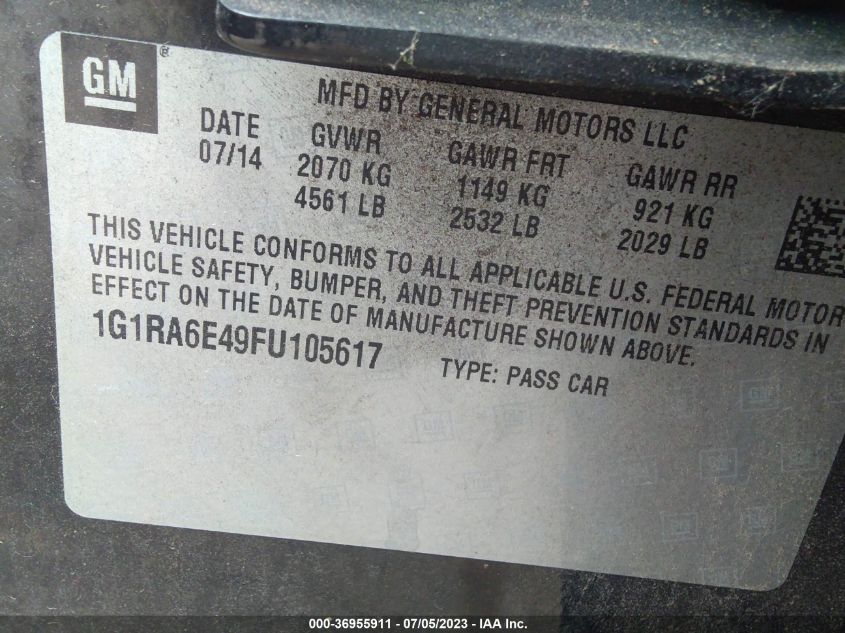 GM®
MFD BY GENERAL MOTORS LLC
DATE GVWR GAWR FRT GAWR RR
07/14 2070 KG 1149 KG 921 KG
4561 LB 2532 LB 2029 LB
THIS VEHICLE CONFORMS TO ALL APPLICABLE U.S. FEDERAL MOTOR
VEHICLE SAFETY, BUMPER, AND THEFT PREVENTION STANDARDS IN
EFFECT ON THE DATE OF MANUFACTURE SHOWN ABOVE.
1G1RA6E49FU105617 TYPE: PASS CAR
000-36955911 - 07/05/2023 - IAA Inc.